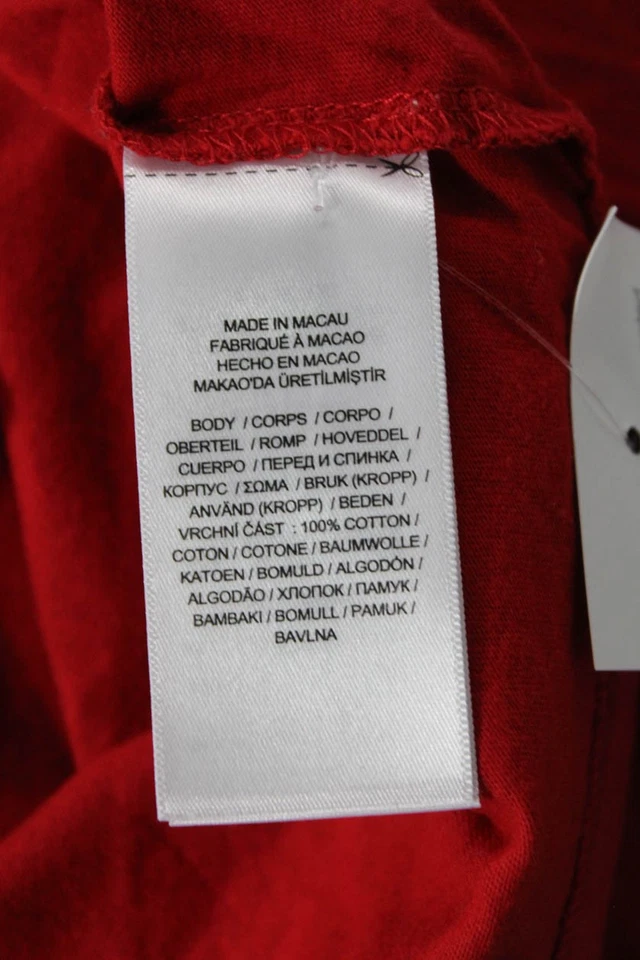 MADE IN MACAU
FABRIQUÉ À MACAO
HECHO EN MACAO
MAKAO'DA ÜRETİLMİŞTİR
BODY / CORPS / CORPO /
OBERTEIL / ROMP / HOVEDDEL /
CUERPO / ПЕРЕД И СПИНКА /
КОРПУС / ΣΩΜΑ / BRUK (KROPP) /
ANVÄND (KROPP) / BEDEN /
VRCHNÍ ČÁST : 100% COTTON /
COTON / COTONE / BAUMWOLLE /
KATOEN / BOMULD / ALGODÓN /
ALGODÃO / ХЛОПОК / ПАМУК /
BAMBAKI / BOMULL / PAMUK /
BAVLNA